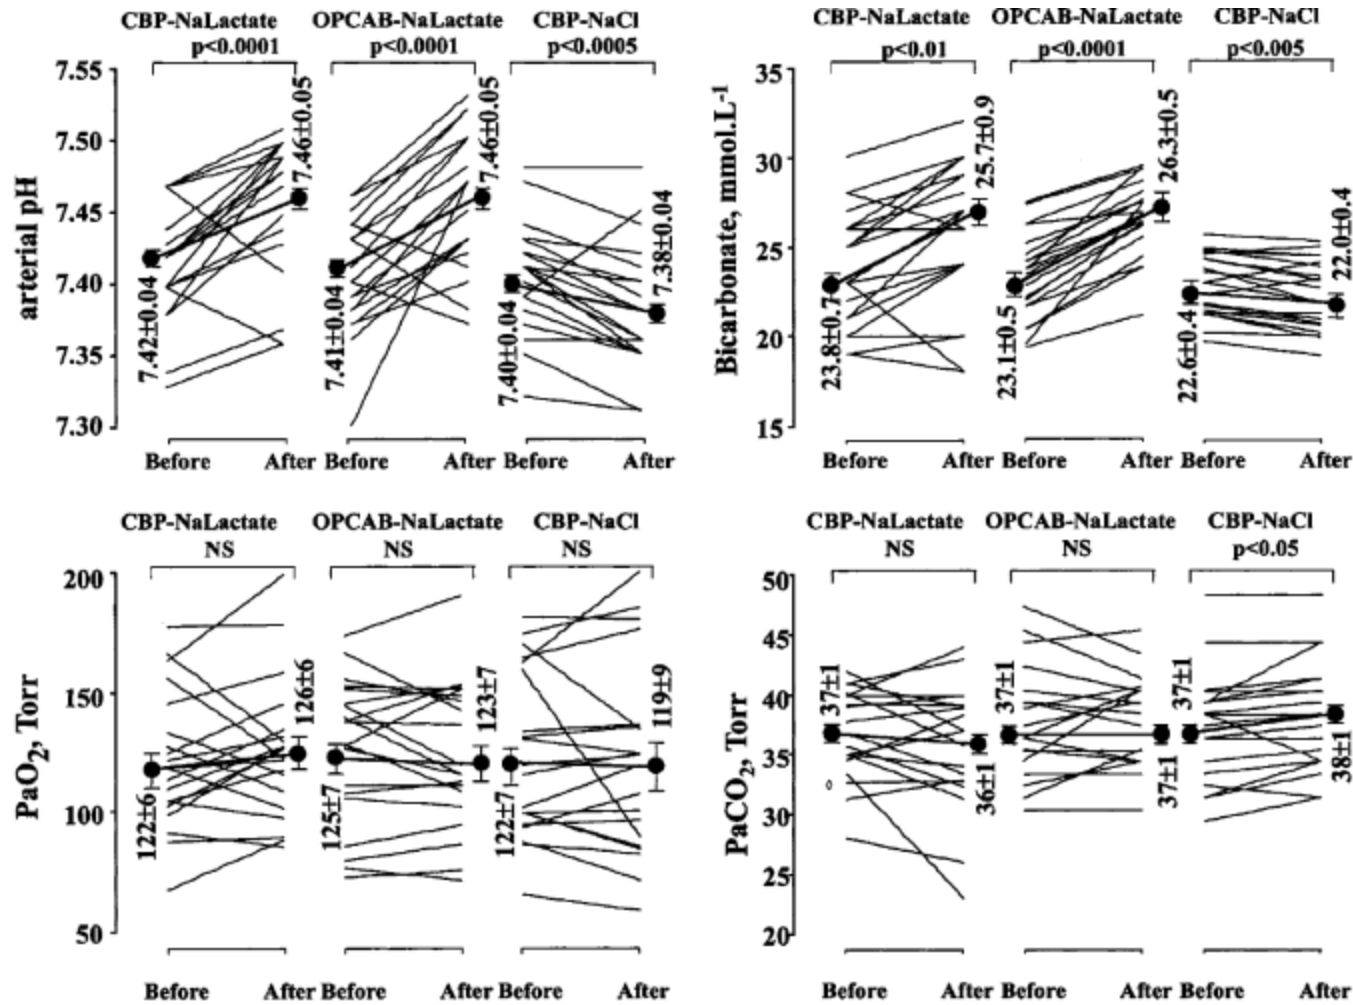 CBP-NaLactate OPCAB-NaLactate CBP-NaCl
p<0.0001 p<0.0001 p<0.0005
arterial pH
7.55
7.50
7.45
7.40
7.35
7.30
7.42±0.04
7.46±0.05
7.41±0.04
7.46±0.05
7.40±0.04
7.38±0.04
Before After Before After Before After
CBP-NaLactate OPCAB-NaLactate CBP-NaCl
p<0.01 p<0.0001 p<0.005
Bicarbonate, mmol.L-1
35
30
25
20
15
23.8±0.7
25.7±0.9
23.1±0.5
26.3±0.5
22.6±0.4
22.0±0.4
Before After Before After Before After
CBP-NaLactate OPCAB-NaLactate CBP-NaCl
NS NS NS
PaO2, Torr
200
150
100
50
122±6
126±6
125±7
123±7
122±7
119±9
Before After Before After Before After
CBP-NaLactate OPCAB-NaLactate CBP-NaCl
NS NS p<0.05
PaCO2, Torr
50
45
40
35
30
25
20
37±1
36±1
37±1
37±1
37±1
38±1
Before After Before After Before After